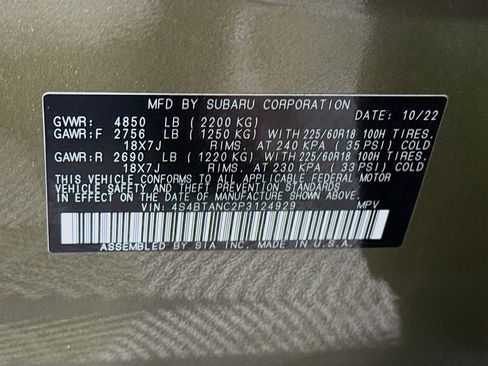 MFD BY SUBARU CORPORATION
GVWR: 4850 LB (2200 KG) DATE: 10/22
GAWR:F 2756 LB (1250 KG) WITH 225/60R18 100H TIRES.
18X7J RIMS. AT 240 KPA (35 PSI) COLD
GAWR:R 2690 LB (1220 KG) WITH 225/60R18 100H TIRES.
18X7J RIMS. AT 230 KPA (33 PSI) COLD
THIS VEHICLE CONFORMS TO ALL APPLICABLE FEDERAL MOTOR
VEHICLE SAFETY AND THEFT PREVENTION STANDARDS
IN EFFECT ON THE DATE OF MANUFACTURE SHOWN ABOVE.
VIN: 4S4BTANC2P3124929 MPV
ASSEMBLED BY SIA INC. MADE IN U.S.A.